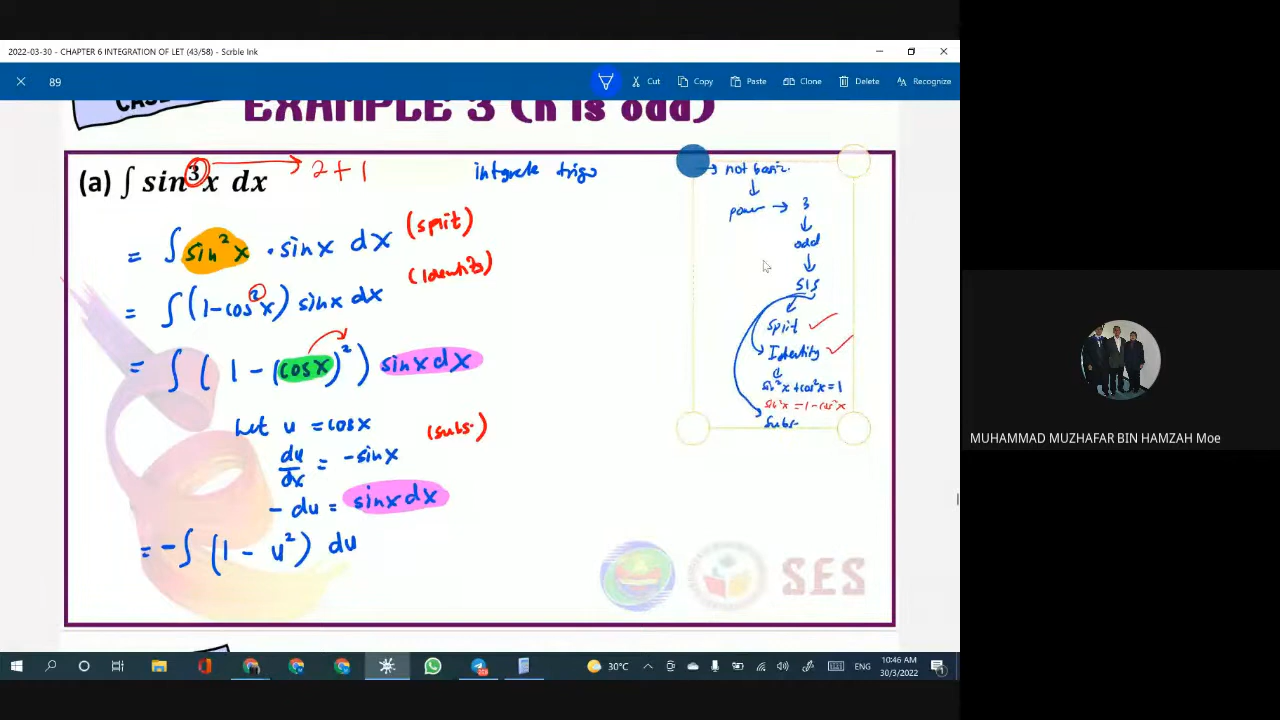 2022-03-30 - CHAPTER 6 INTEGRATION OF LET (43/58) - Scrble Ink
89
Cut
Copy
Paste
Clone
Delete
Recognize
EXAMPLE 3 (n is odd)
(a) ∫ sin³x dx → 2 + 1
integrate trigo
= ∫ sin²x · sinx dx (split)
(Identity)
= ∫ (1-cos²x) sinx dx
= ∫ (1 - (cosx)²) sinx dx
Let u = cosx
(subs.)
du/dx = -sinx
- du = sinx dx
= -∫ (1 - u²) du
→ not basic.
↓
power → 3
↓
odd
↓
SIS
Split ✓
Identity ✓
sin²x + cos²x = 1
sin²x = 1 - cos²x
subs-
SES
MUHAMMAD MUZHAFAR BIN HAMZAH Moe
30°C
ENG
10:46 AM
30/3/2022
1